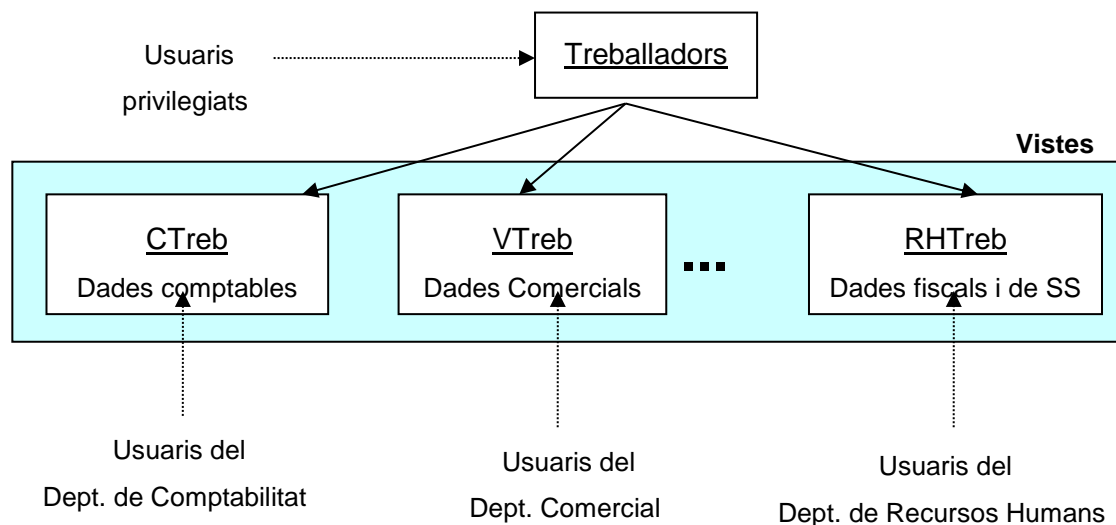 Usuaris
privilegiats
Treballadors
Vistes
CTreb
Dades comptables
VTreb
Dades Comercials
...
RHTreb
Dades fiscals i de SS
Usuaris del
Dept. de Comptabilitat
Usuaris del
Dept. Comercial
Usuaris del
Dept. de Recursos Humans